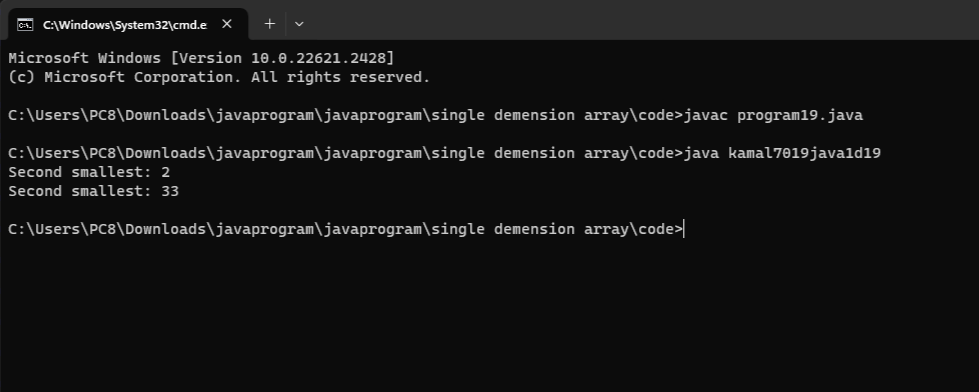 C:\Windows\System32\cmd.e
Microsoft Windows [Version 10.0.22621.2428]
(c) Microsoft Corporation. All rights reserved.
C:\Users\PC8\Downloads\javaprogram\javaprogram\single demension array\code>javac program19.java
C:\Users\PC8\Downloads\javaprogram\javaprogram\single demension array\code>java kamal7019java1d19
Second smallest: 2
Second smallest: 33
C:\Users\PC8\Downloads\javaprogram\javaprogram\single demension array\code>